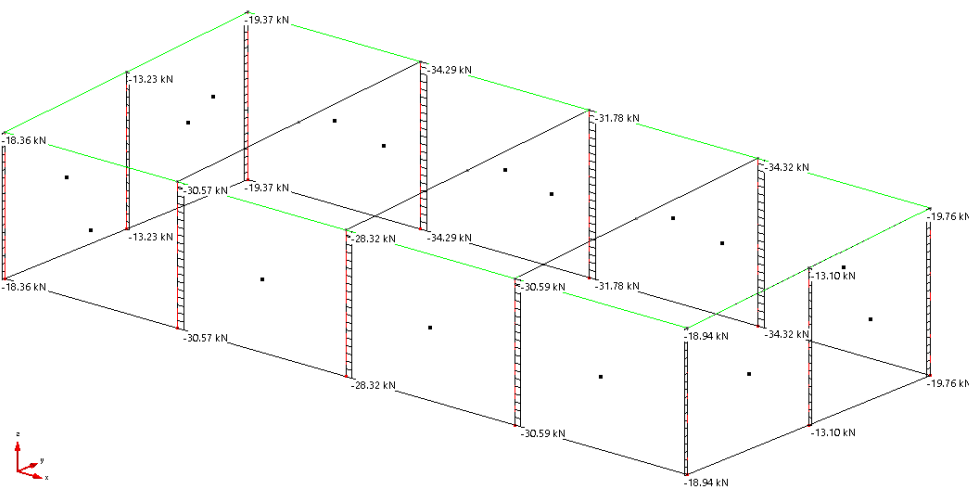 -19.37 kN
-34.29 kN
-13.23 kN
-31.78 kN
-18.36 kN
-34.32 kN
-19.37 kN
-30.57 kN
-19.76 kN
-13.23 kN
-34.29 kN
-28.32 kN
-13.10 kN
-18.36 kN
-31.78 kN
-30.59 kN
-34.32 kN
-18.94 kN
-30.57 kN
-19.76 kN
-28.32 kN
-13.10 kN
-30.59 kN
-18.94 kN
z
y
x